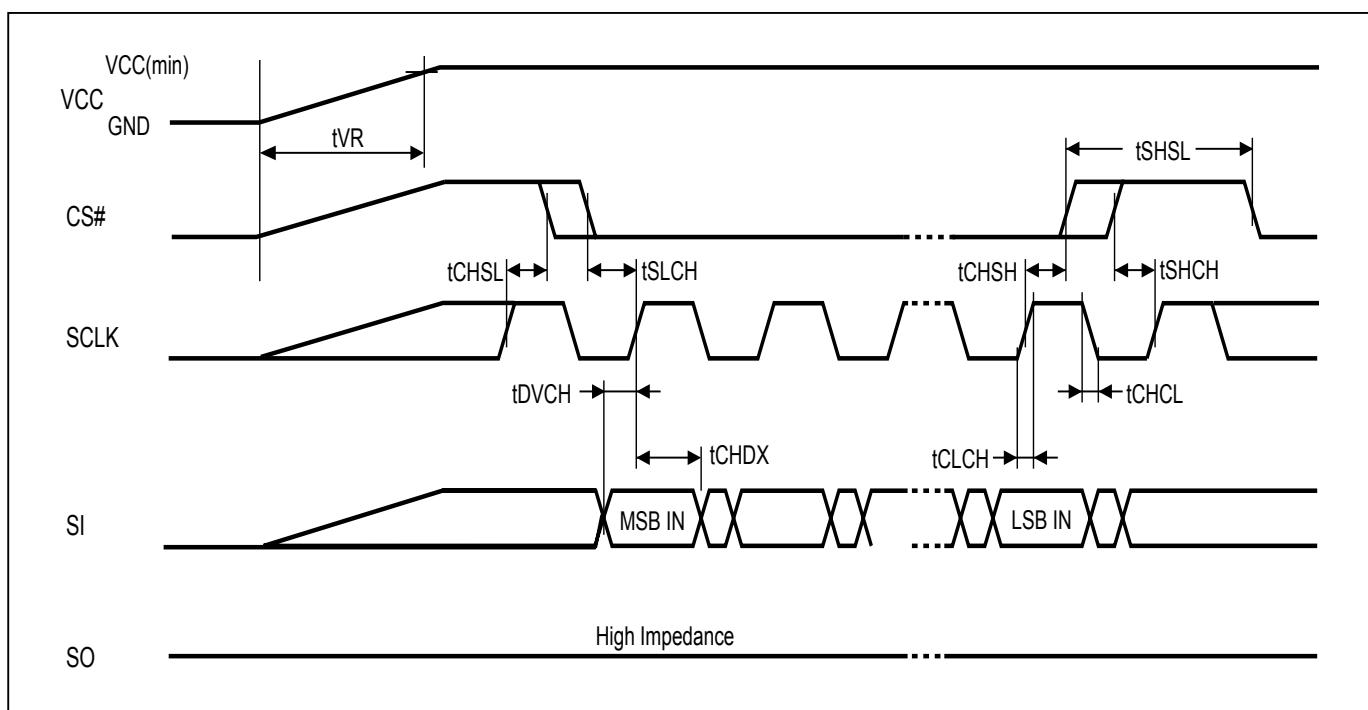 VCC(min)
VCC
GND
tVR
tSHSL
CS#
tCHSL
tSLCH
tCHSH
tSHCH
SCLK
tDVCH
tCHCL
tCHDX
tCLCH
SI
MSB IN
LSB IN
High Impedance
SO